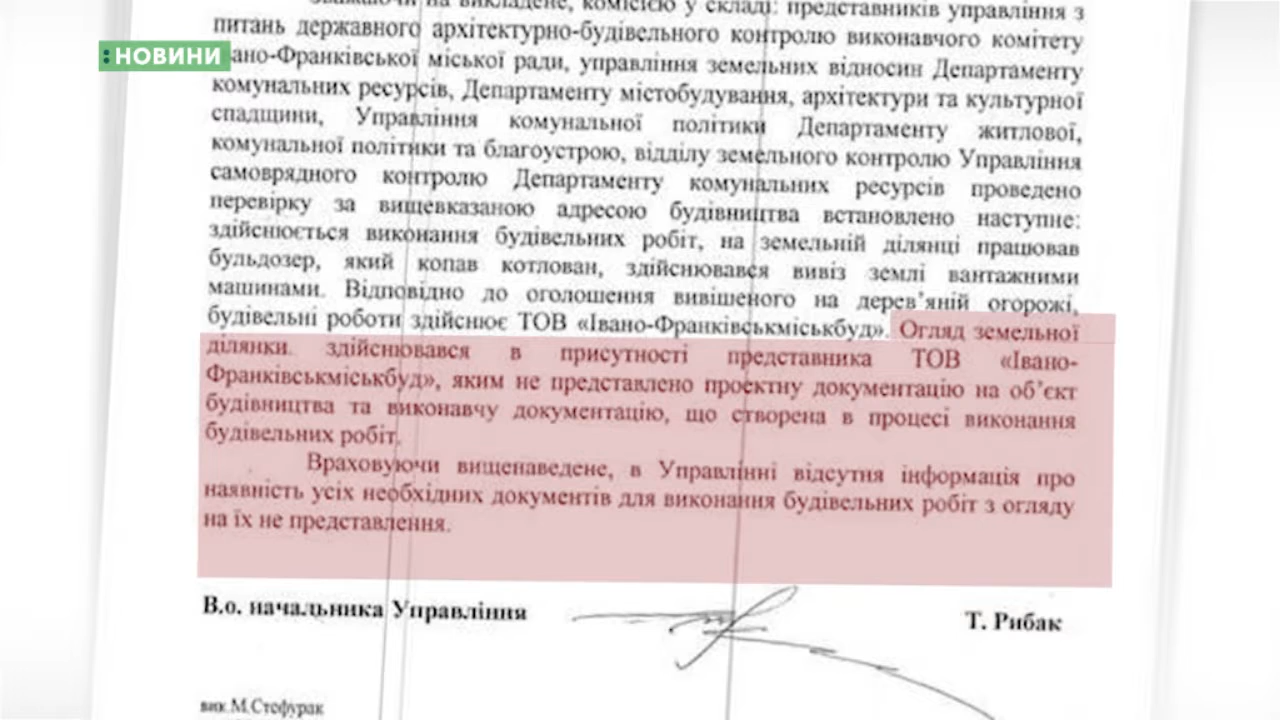 :НОВИНИ
Зважаючи на викладене, комісією у складі: представників управління з
питань державного архітектурно-будівельного контролю виконавчого комітету
Івано-Франківської міської ради, управління земельних відносин Департаменту
комунальних ресурсів, Департаменту містобудування, архітектури та культурної
спадщини, Управління комунальної політики Департаменту житлової,
комунальної політики та благоустрою, відділу земельного контролю Управління
самоврядного контролю Департаменту комунальних ресурсів проведено
перевірку за вищевказаною адресою будівництва встановлено наступне:
здійснюється виконання будівельних робіт, на земельній ділянці працював
бульдозер, який копав котлован, здійснювався вивіз землі вантажними
машинами. Відповідно до оголошення вивішеного на дерев’яній огорожі,
будівельні роботи здійснює ТОВ «Івано-Франківськміськбуд». Огляд земельної
ділянки здійснювався в присутності представника ТОВ «Івано-
Франківськміськбуд», яким не представлено проектну документацію на об’єкт
будівництва та виконавчу документацію, що створена в процесі виконання
будівельних робіт.
Враховуючи вищенаведене, в Управлінні відсутня інформація про
наявність усіх необхідних документів для виконання будівельних робіт з огляду
на їх не представлення.
В.о. начальника Управління
Т. Рибак
вик.М.Стефурак